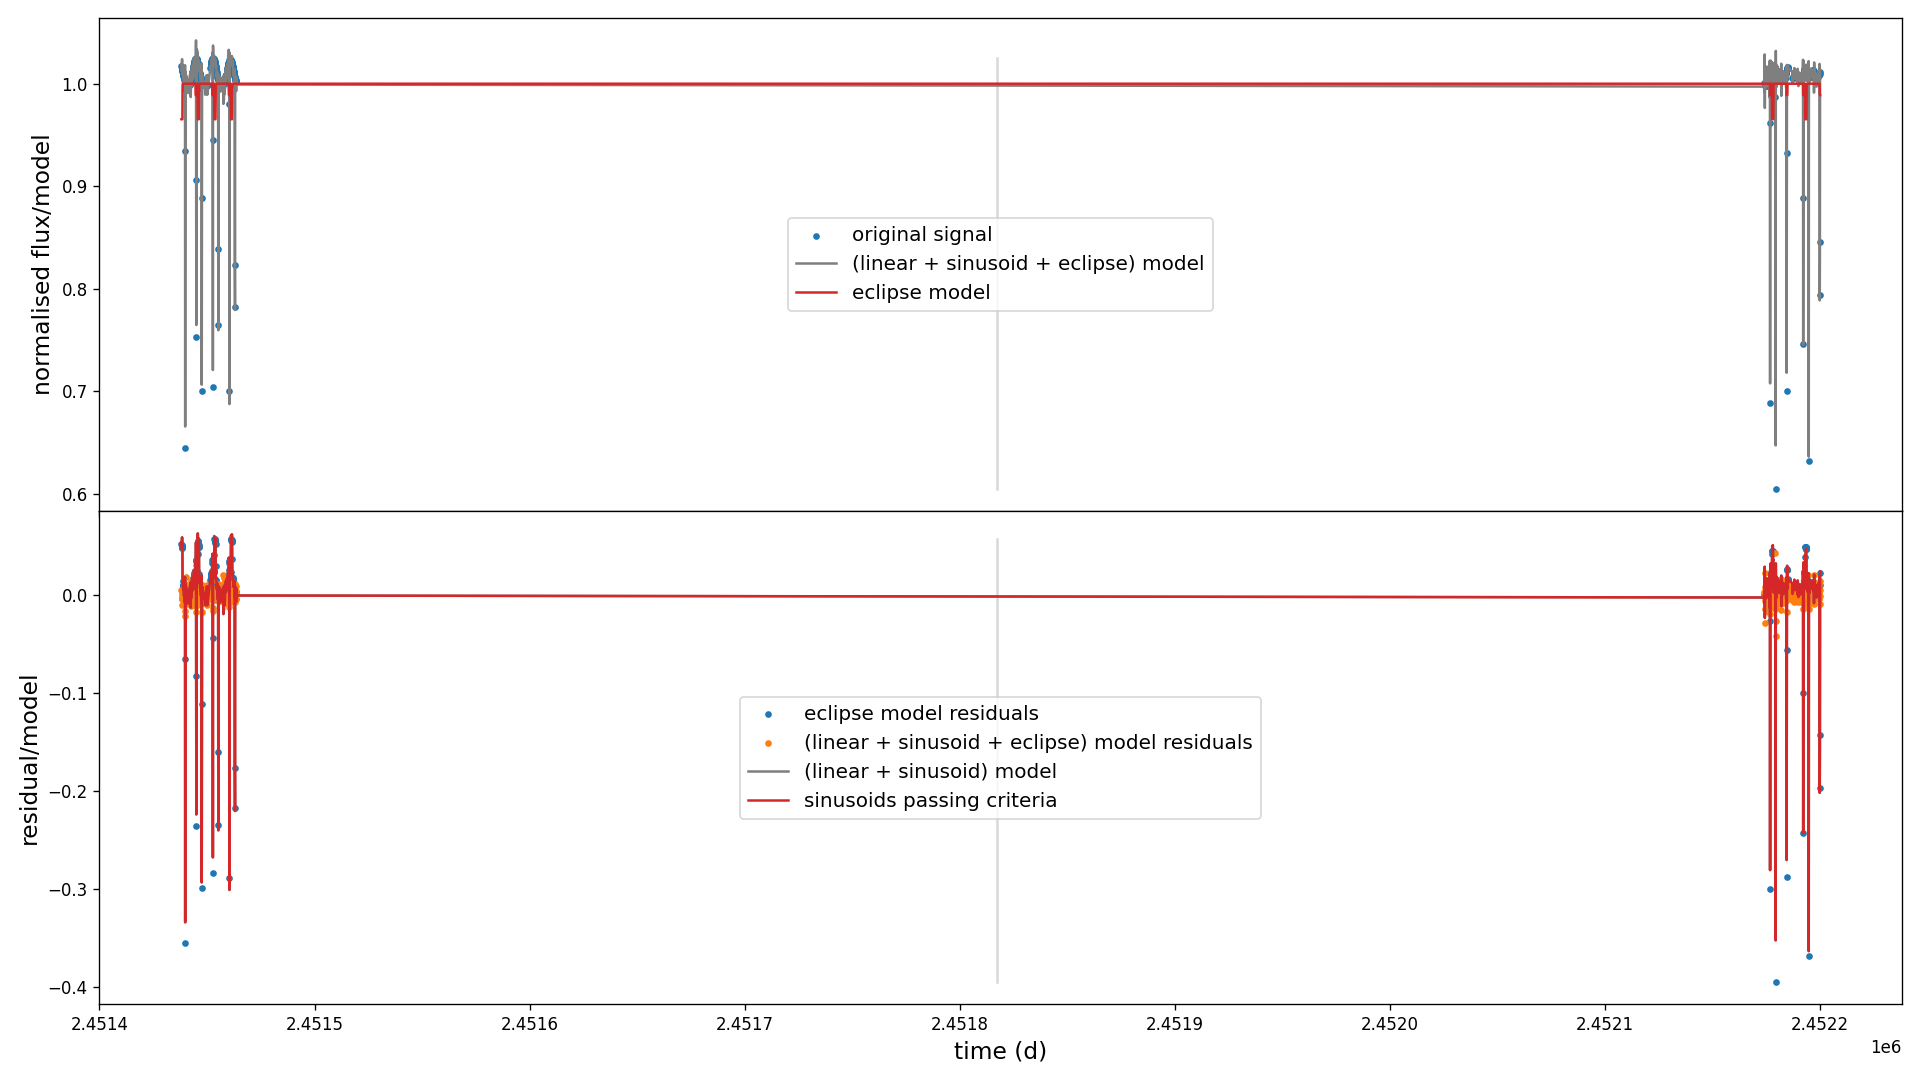 1.0
0.9
0.8
0.7
0.6
normalised flux/model
original signal
(linear + sinusoid + eclipse) model
eclipse model
0.0
−0.1
−0.2
−0.3
−0.4
residual/model
eclipse model residuals
(linear + sinusoid + eclipse) model residuals
(linear + sinusoid) model
sinusoids passing criteria
2.4514 2.4515 2.4516 2.4517 2.4518 2.4519 2.4520 2.4521 2.4522
1e6
time (d)